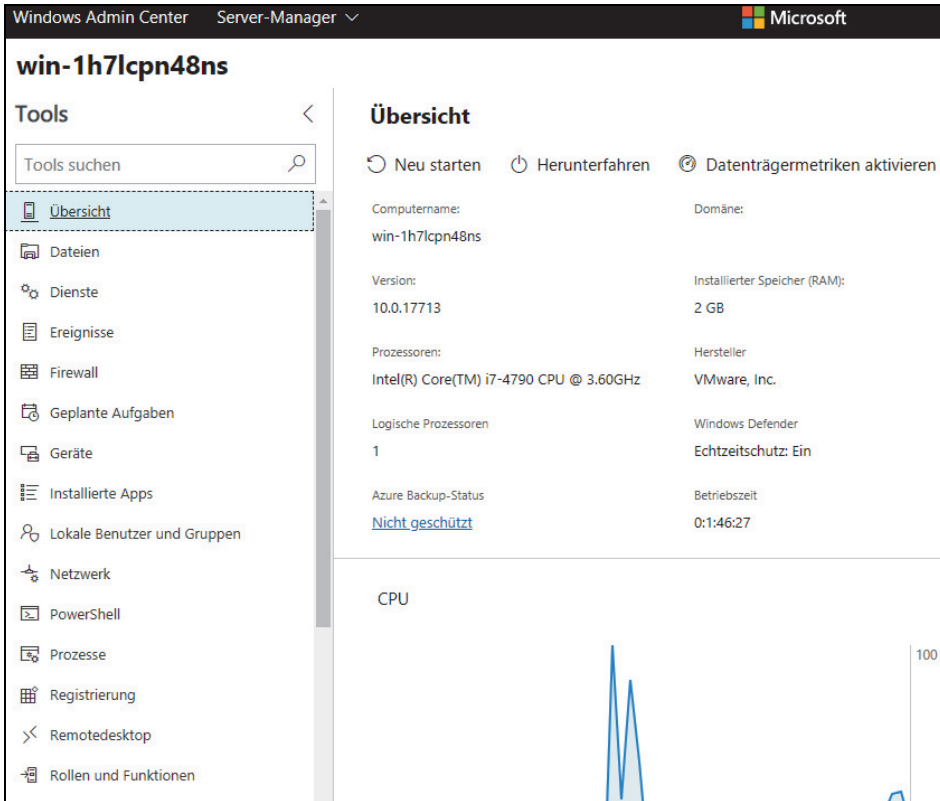 Windows Admin Center Server-Manager Microsoft
win-1h7lcpn48ns
Tools
Tools suchen
Übersicht
Dateien
Dienste
Ereignisse
Firewall
Geplante Aufgaben
Geräte
Installierte Apps
Lokale Benutzer und Gruppen
Netzwerk
PowerShell
Prozesse
Registrierung
Remotedesktop
Rollen und Funktionen
Übersicht
Neu starten Herunterfahren Datenträgermetriken aktivieren
Computername: Domäne:
win-1h7lcpn48ns
Version: Installierter Speicher (RAM):
10.0.17713 2 GB
Prozessoren: Hersteller
Intel(R) Core(TM) i7-4790 CPU @ 3.60GHz VMware, Inc.
Logische Prozessoren Windows Defender
1 Echtzeitschutz: Ein
Azure Backup-Status Betriebszeit
Nicht geschützt 0:1:46:27
CPU
100